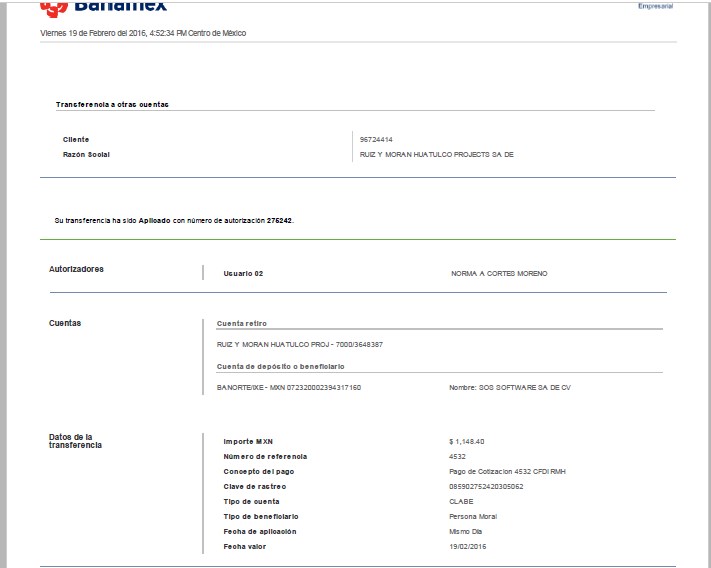 Banamex
Empresarial
Viernes 19 de Febrero del 2016, 4:52:34 PM Centro de México
Transferencia a otras cuentas
Cliente 96724414
Razón Social RUIZ Y MORAN HUATULCO PROJECTS SA DE
Su transferencia ha sido Aplicado con número de autorización 276242.
Autorizadores Usuario 02 NORMA A CORTES MORENO
Cuentas Cuenta retiro
RUIZ Y MORAN HUATULCO PROJ - 7000/3648387
Cuenta de depósito o beneficiario
BANORTE/IXE - MXN 072320002394317160 Nombre: SOS SOFTWARE SA DE CV
Datos de la
transferencia
Importe MXN $ 1,148.40
Número de referencia 4532
Concepto del pago Pago de Cotizacion 4532 CFDI RMH
Clave de rastreo 085902752420305062
Tipo de cuenta CLABE
Tipo de beneficiario Persona Moral
Fecha de aplicación Mismo Día
Fecha valor 19/02/2016